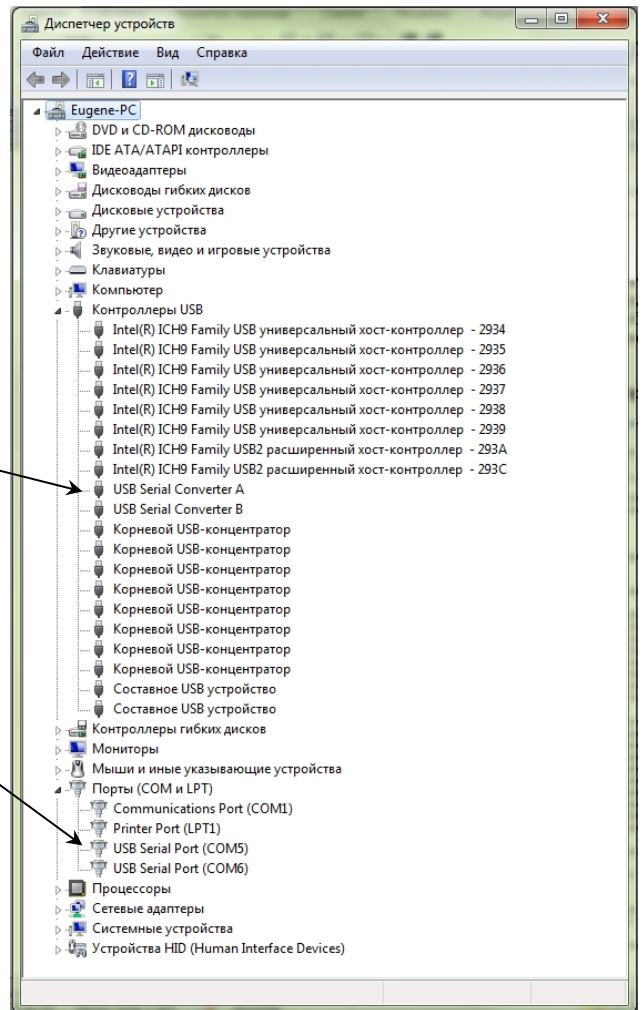 Диспетчер устройств
Файл Действие Вид Справка
Eugene-PC
DVD и CD-ROM дисководы
IDE ATA/ATAPI контроллеры
Видеоадаптеры
Дисководы гибких дисков
Дисковые устройства
Другие устройства
Звуковые, видео и игровые устройства
Клавиатуры
Компьютер
Контроллеры USB
Intel(R) ICH9 Family USB универсальный хост-контроллер - 2934
Intel(R) ICH9 Family USB универсальный хост-контроллер - 2935
Intel(R) ICH9 Family USB универсальный хост-контроллер - 2936
Intel(R) ICH9 Family USB универсальный хост-контроллер - 2937
Intel(R) ICH9 Family USB универсальный хост-контроллер - 2938
Intel(R) ICH9 Family USB универсальный хост-контроллер - 2939
Intel(R) ICH9 Family USB2 расширенный хост-контроллер - 293A
Intel(R) ICH9 Family USB2 расширенный хост-контроллер - 293C
USB Serial Converter A
USB Serial Converter B
Корневой USB-концентратор
Корневой USB-концентратор
Корневой USB-концентратор
Корневой USB-концентратор
Корневой USB-концентратор
Корневой USB-концентратор
Корневой USB-концентратор
Корневой USB-концентратор
Составное USB устройство
Составное USB устройство
Контроллеры гибких дисков
Мониторы
Мыши и иные указывающие устройства
Порты (COM и LPT)
Communications Port (COM1)
Printer Port (LPT1)
USB Serial Port (COM5)
USB Serial Port (COM6)
Процессоры
Сетевые адаптеры
Системные устройства
Устройства HID (Human Interface Devices)